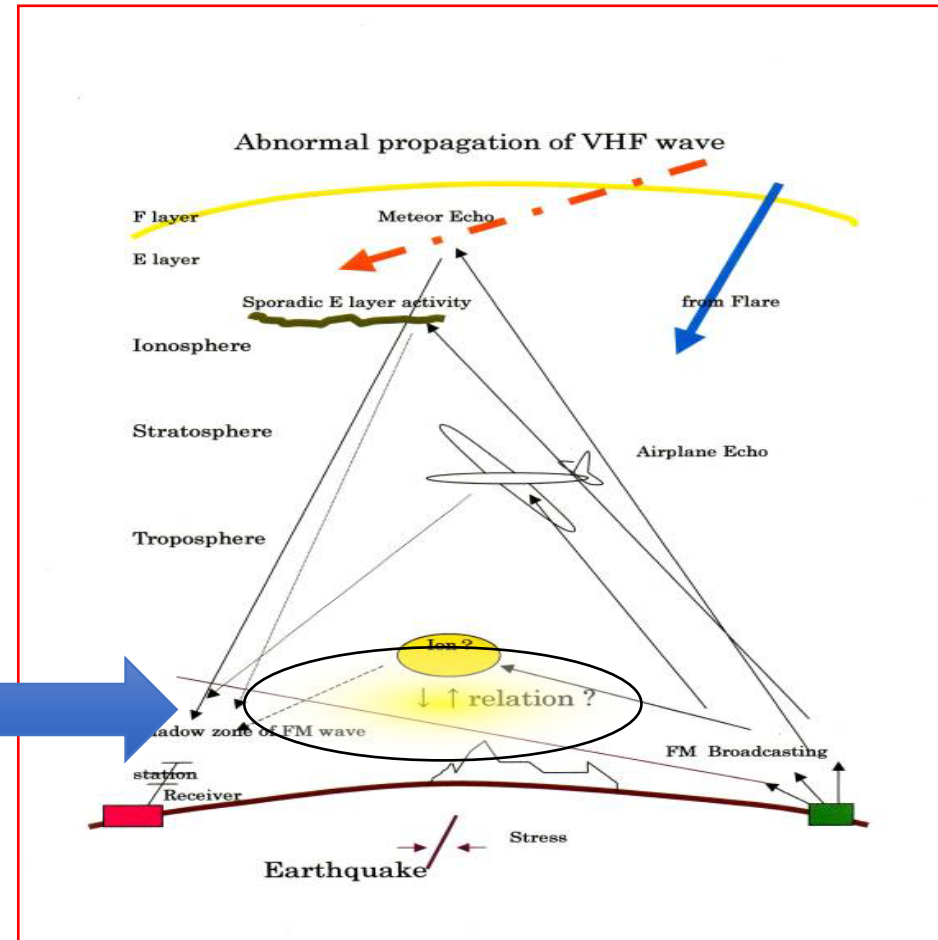 Abnormal propagation of VHF wave
F layer
Meteor Echo
E layer
Sporadic E layer activity
from Flare
Ionosphere
Stratosphere
Airplane Echo
Troposphere
Ion ?
↓ ↑ relation ?
hadow zone of FM wave
FM Broadcasting
station
Receiver
Stress
Earthquake